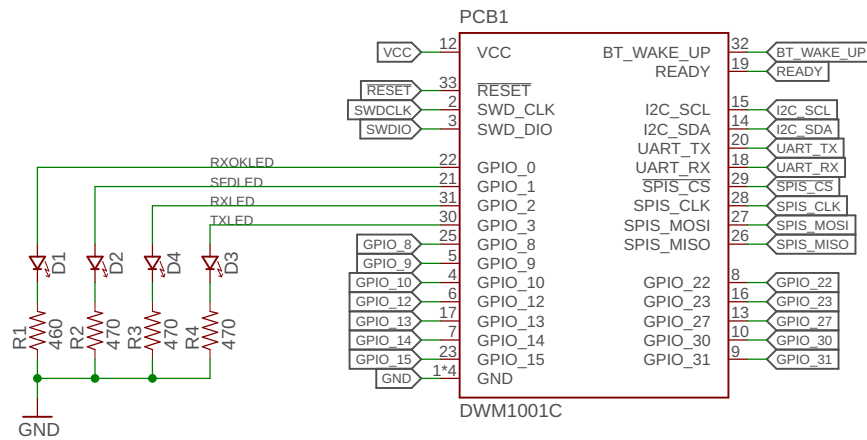 PCB1
VCC 12 VCC BT_WAKE_UP 32 BT_WAKE_UP
READY 19 READY
RESET 33 RESET
SWDCLK 2 SWD_CLK I2C_SCL 15 I2C_SCL
SWDIO 3 SWD_DIO I2C_SDA 14 I2C_SDA
UART_TX 20 UART_TX
RXOKLED 22 GPIO_0 UART_RX 18 UART_RX
SFDLED 21 GPIO_1 SPIS_CS 29 SPIS_CS
RXLED 31 GPIO_2 SPIS_CLK 28 SPIS_CLK
TXLED 30 GPIO_3 SPIS_MOSI 27 SPIS_MOSI
GPIO_8 25 GPIO_8 SPIS_MISO 26 SPIS_MISO
D1 D2 D4 D3 GPIO_9 5 GPIO_9
GPIO_10 4 GPIO_10 GPIO_22 8 GPIO_22
GPIO_12 6 GPIO_12 GPIO_23 16 GPIO_23
GPIO_13 17 GPIO_13 GPIO_27 13 GPIO_27
R1 460 R2 470 R3 470 R4 470 GPIO_14 7 GPIO_14 GPIO_30 10 GPIO_30
GPIO_15 23 GPIO_15 GPIO_31 9 GPIO_31
GND 1*4 GND
DWM1001C
GND